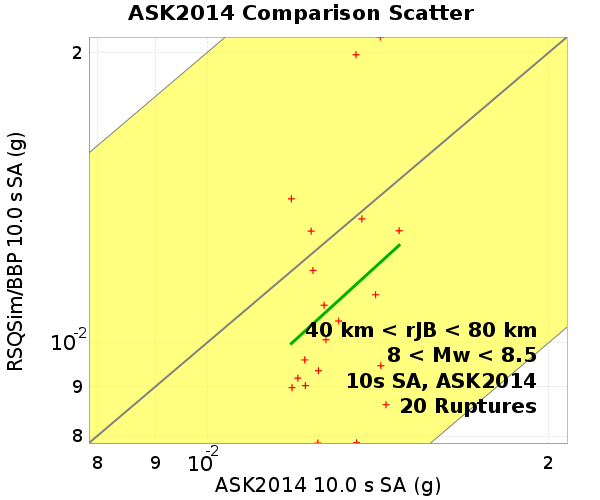 ASK2014 Comparison Scatter
RSQSim/BBP 10.0 s SA (g)
2
10⁻²
9
8
40 km < rJB < 80 km
8 < Mw < 8.5
10s SA, ASK2014
20 Ruptures
8 9 10⁻² 2
ASK2014 10.0 s SA (g)